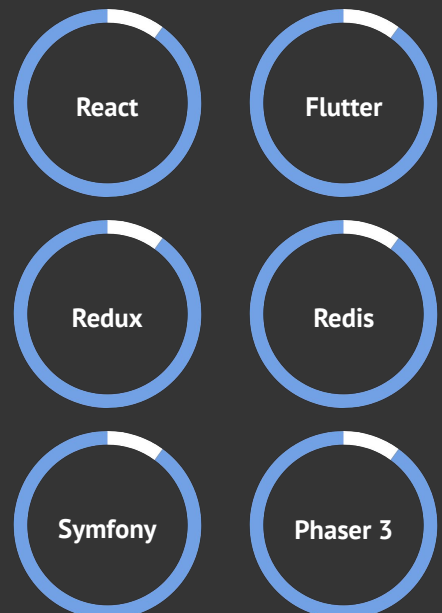 React
Flutter
Redux
Redis
Symfony
Phaser 3